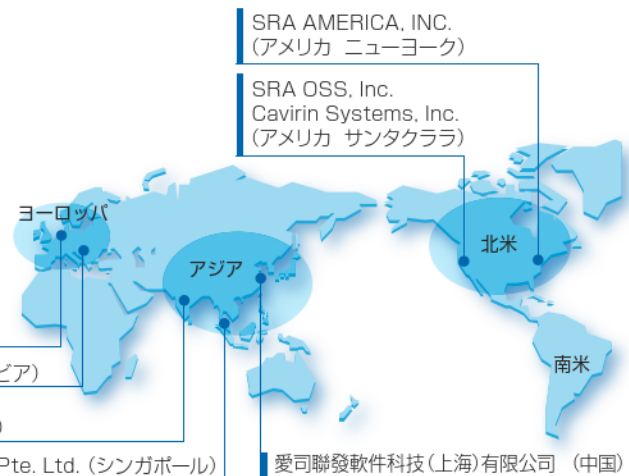 SRA AMERICA, INC.
（アメリカ ニューヨーク）
SRA OSS, Inc.
Cavirin Systems, Inc.
（アメリカ サンタクララ）
ヨーロッパ
アジア
北米
南米
ビア）
）
Pte. Ltd.（シンガポール）
愛司聯發軟件科技（上海）有限公司 （中国）